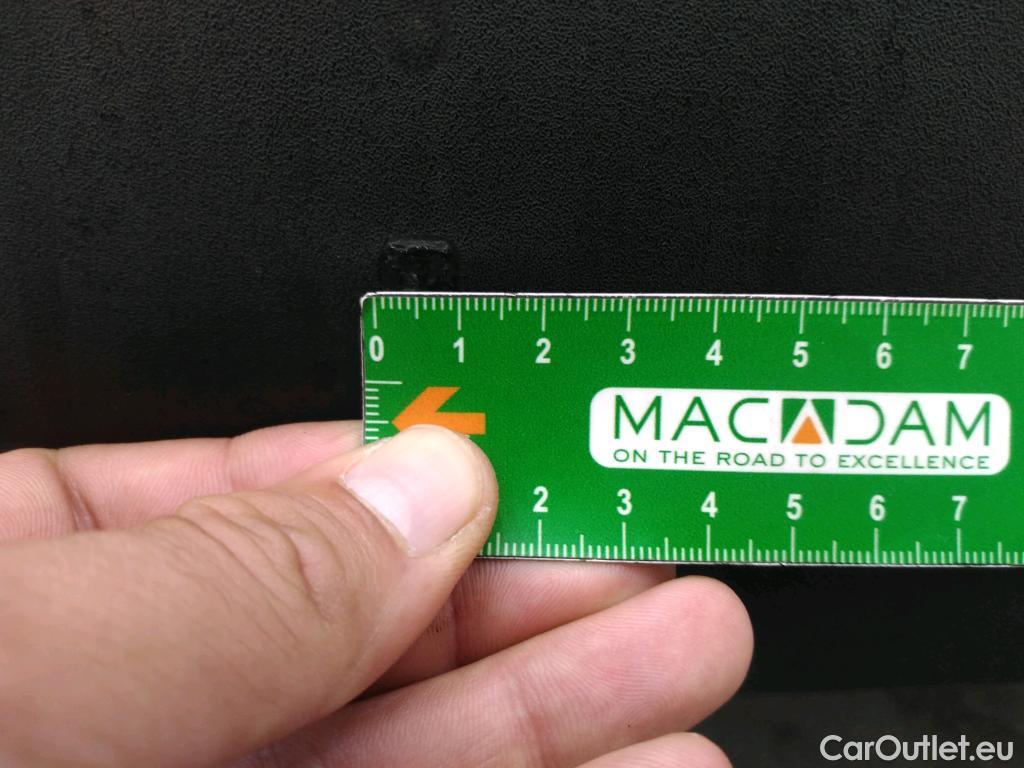 0 1 2 3 4 5 6 7
MACADAM
ON THE ROAD TO EXCELLENCE
2 3 4 5 6 7
CarOutlet.eu